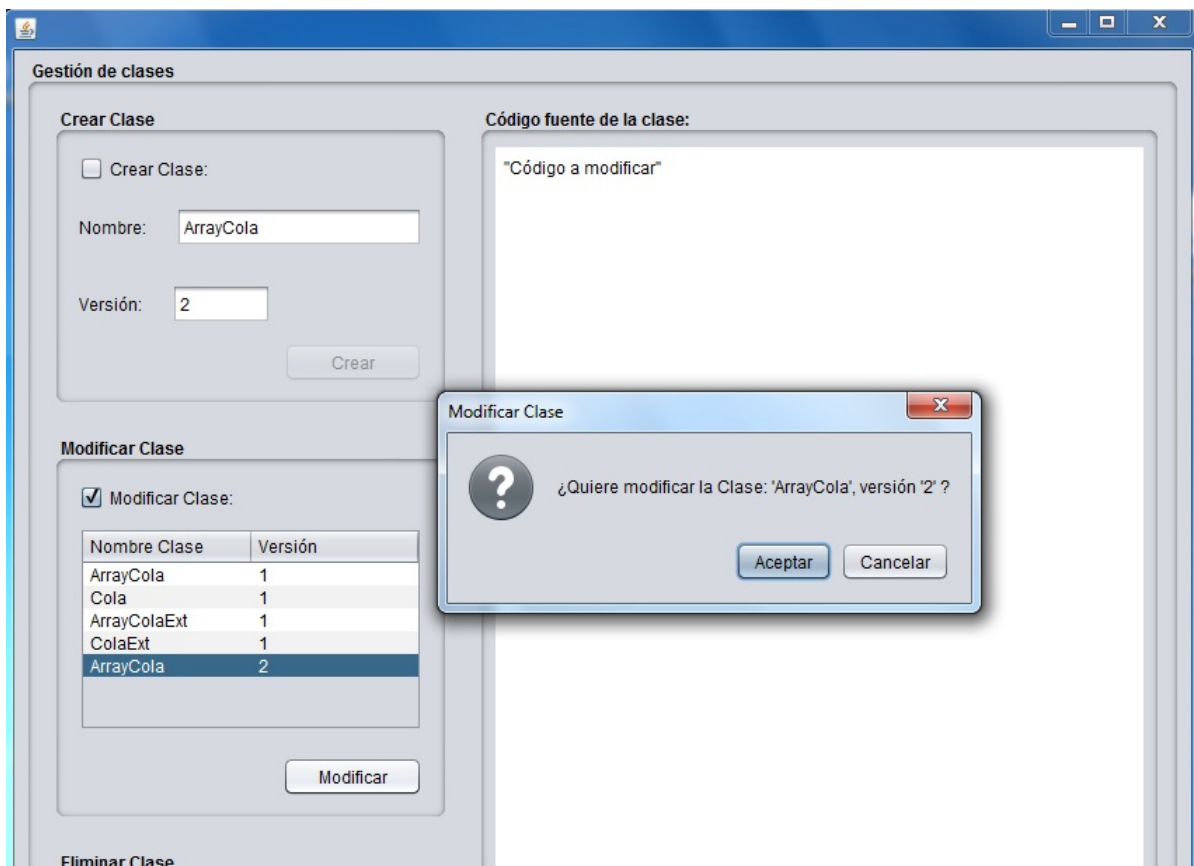 Gestión de clases
Crear Clase
Crear Clase:
Nombre: ArrayCola
Versión: 2
Crear
Modificar Clase
Modificar Clase:
Nombre Clase Versión
ArrayCola 1
Cola 1
ArrayColaExt 1
ColaExt 1
ArrayCola 2
Modificar
Eliminar Clase
Código fuente de la clase:
"Código a modificar"
Modificar Clase
¿Quiere modificar la Clase: 'ArrayCola', versión '2' ?
Aceptar Cancelar